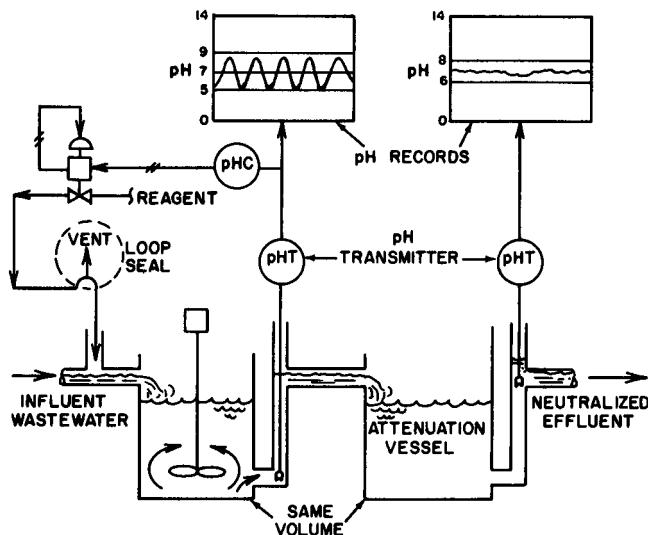 14
9
pH 7
5
0
14
8
pH
6
0
pH RECORDS
pHC
REAGENT
VENT
LOOP
SEAL
pH
TRANSMITTER
pHT
pHT
INFLUENT
WASTEWATER
ATTENUATION
VESSEL
NEUTRALIZED
EFFLUENT
SAME
VOLUME